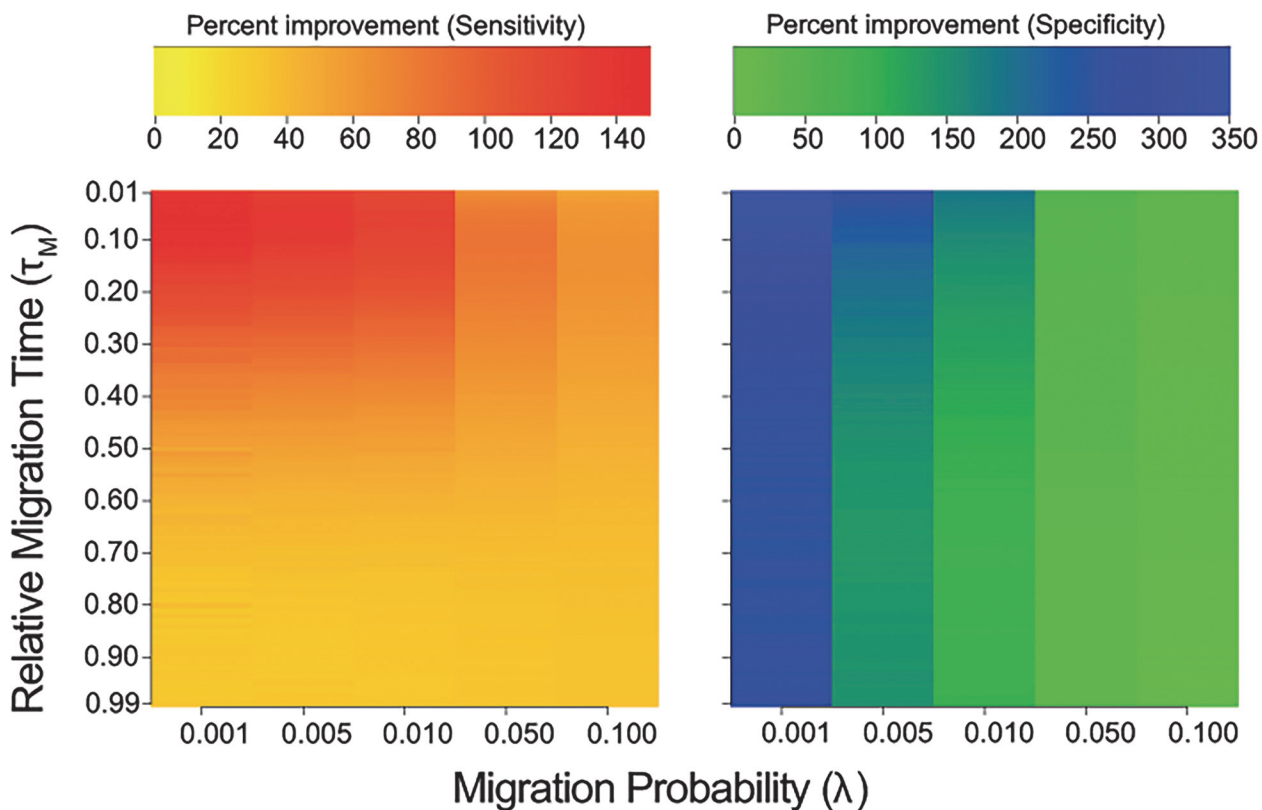 Percent improvement (Sensitivity)
0 20 40 60 80 100 120 140
Percent improvement (Specificity)
0 50 100 150 200 250 300 350
Relative Migration Time (τM)
0.01
0.10
0.20
0.30
0.40
0.50
0.60
0.70
0.80
0.90
0.99
0.001 0.005 0.010 0.050 0.100
0.001 0.005 0.010 0.050 0.100
Migration Probability (λ)